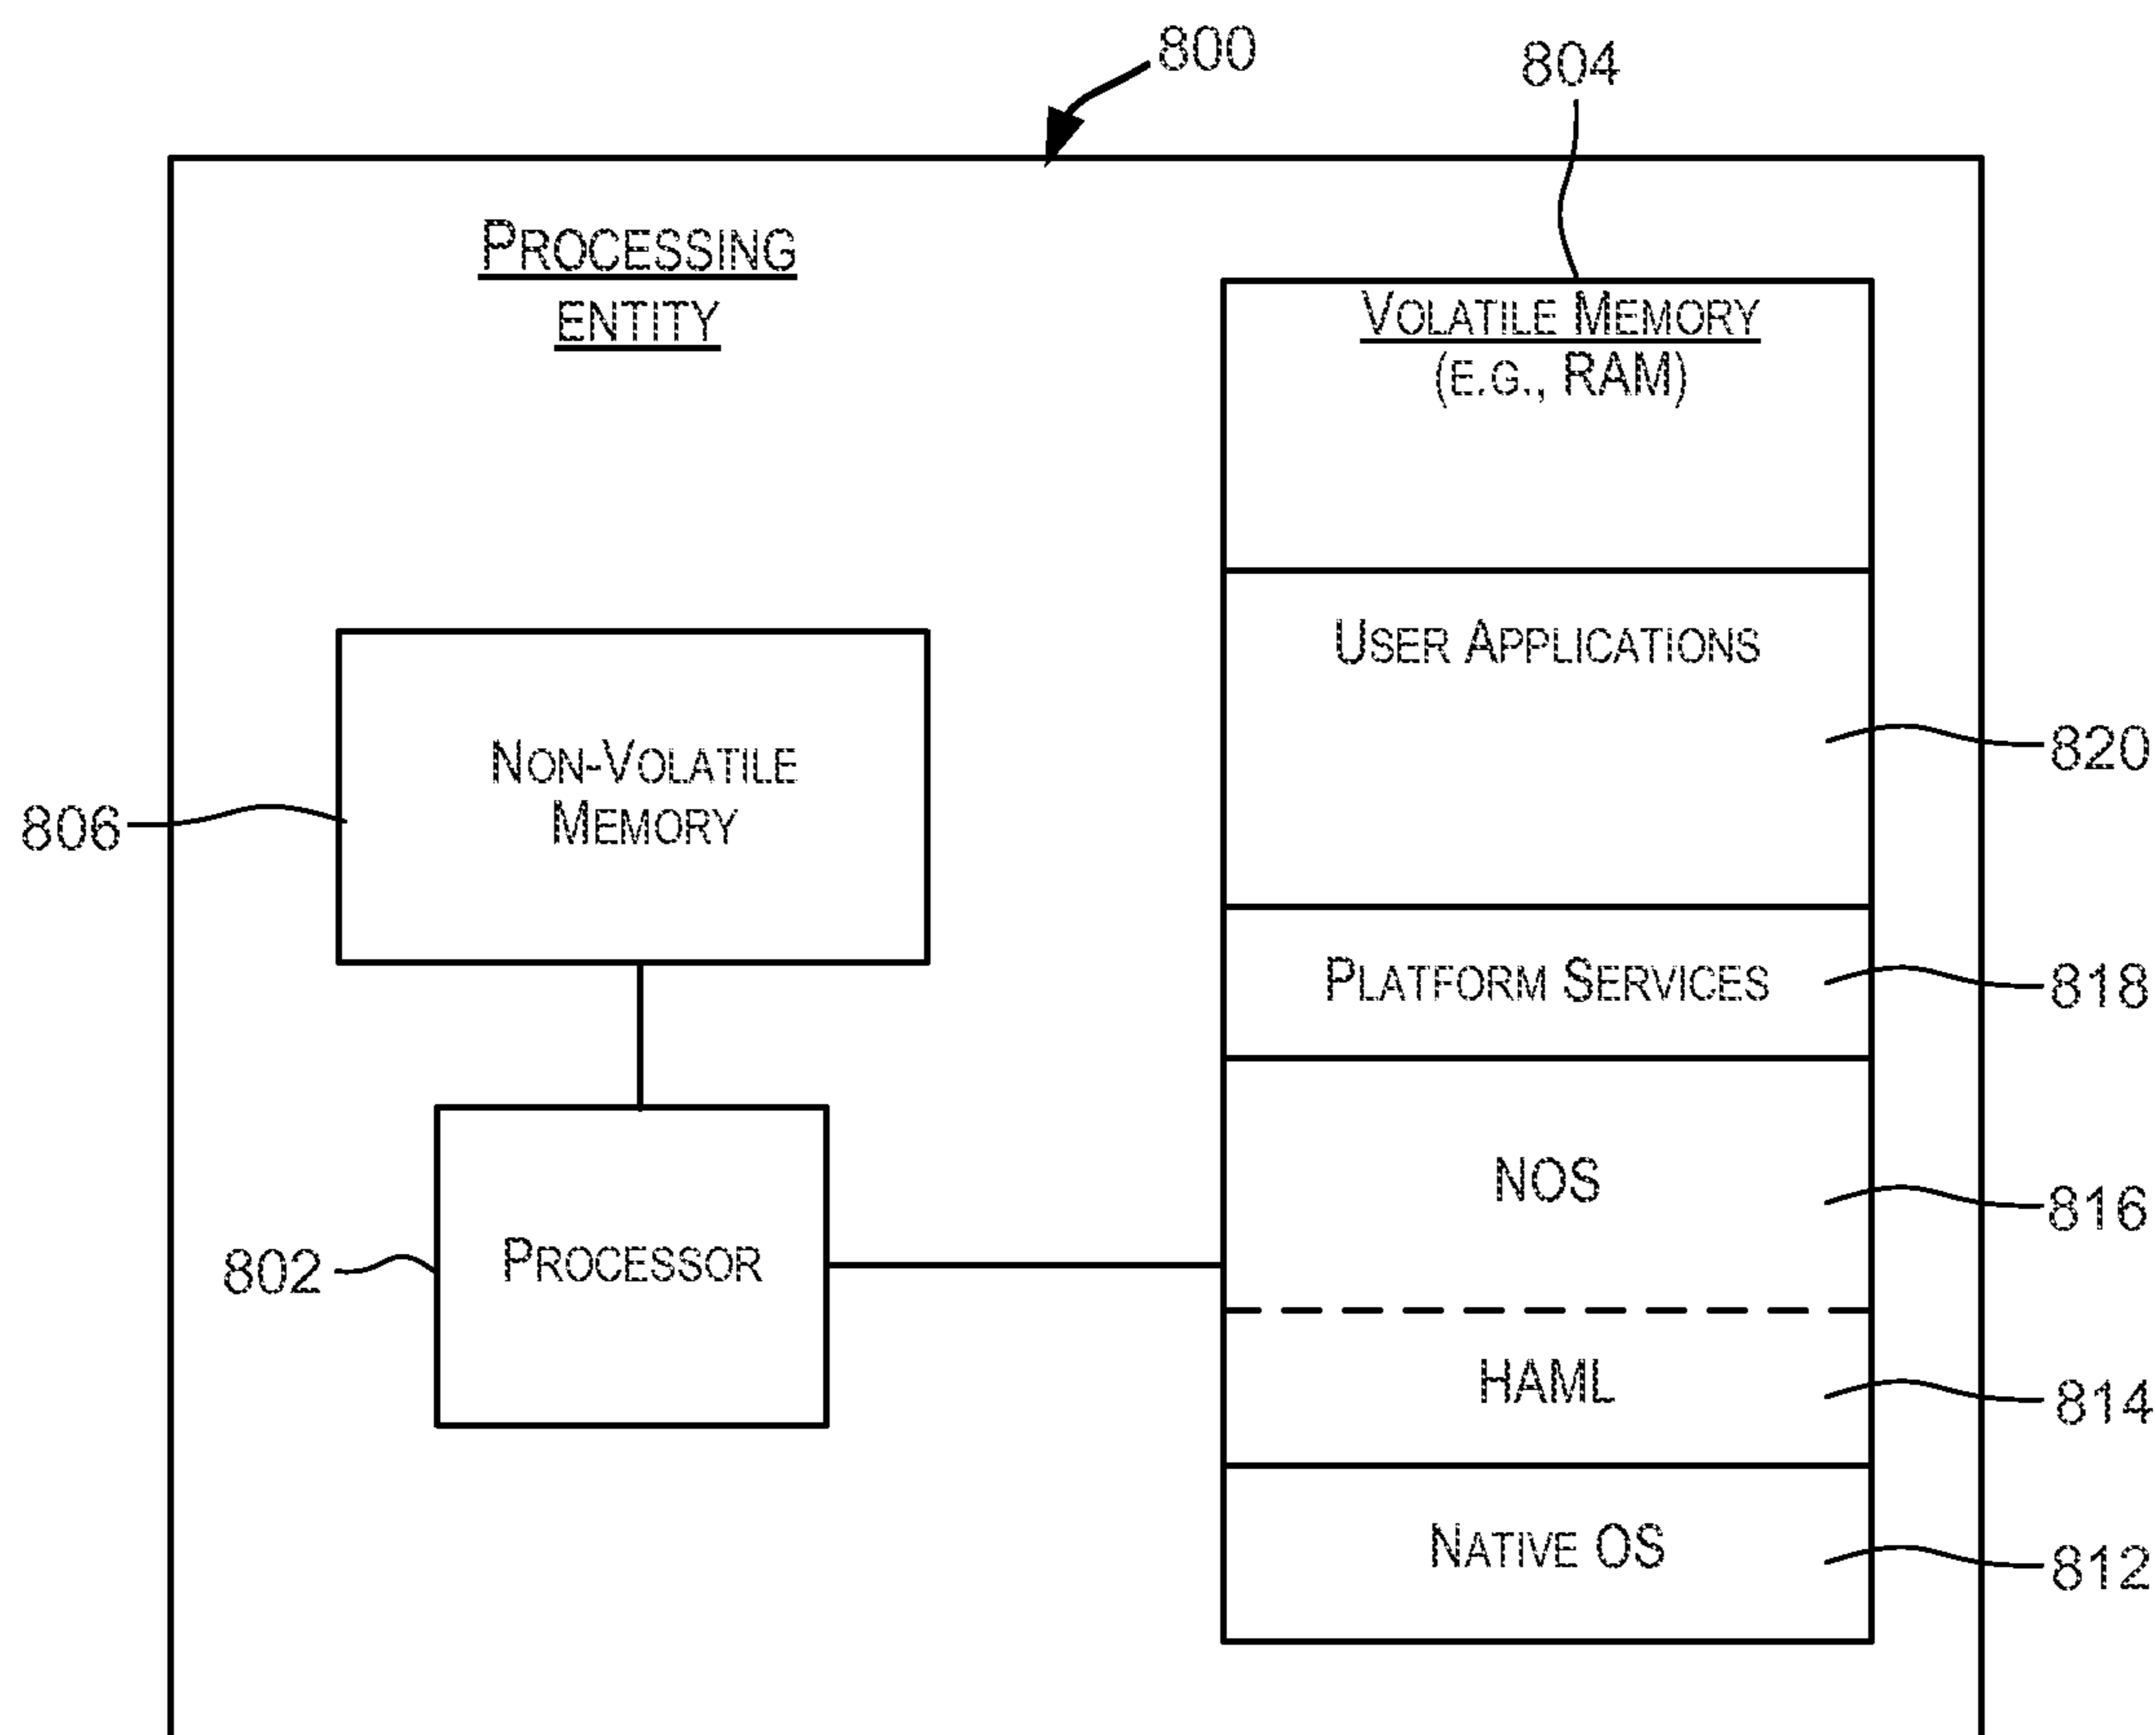 800
804
PROCESSING
ENTITY
VOLATILE MEMORY
(E.G., RAM)
USER APPLICATIONS
820
NON-VOLATILE
MEMORY
806
PLATFORM SERVICES
818
NOS
816
PROCESSOR
802
HAML
814
NATIVE OS
812